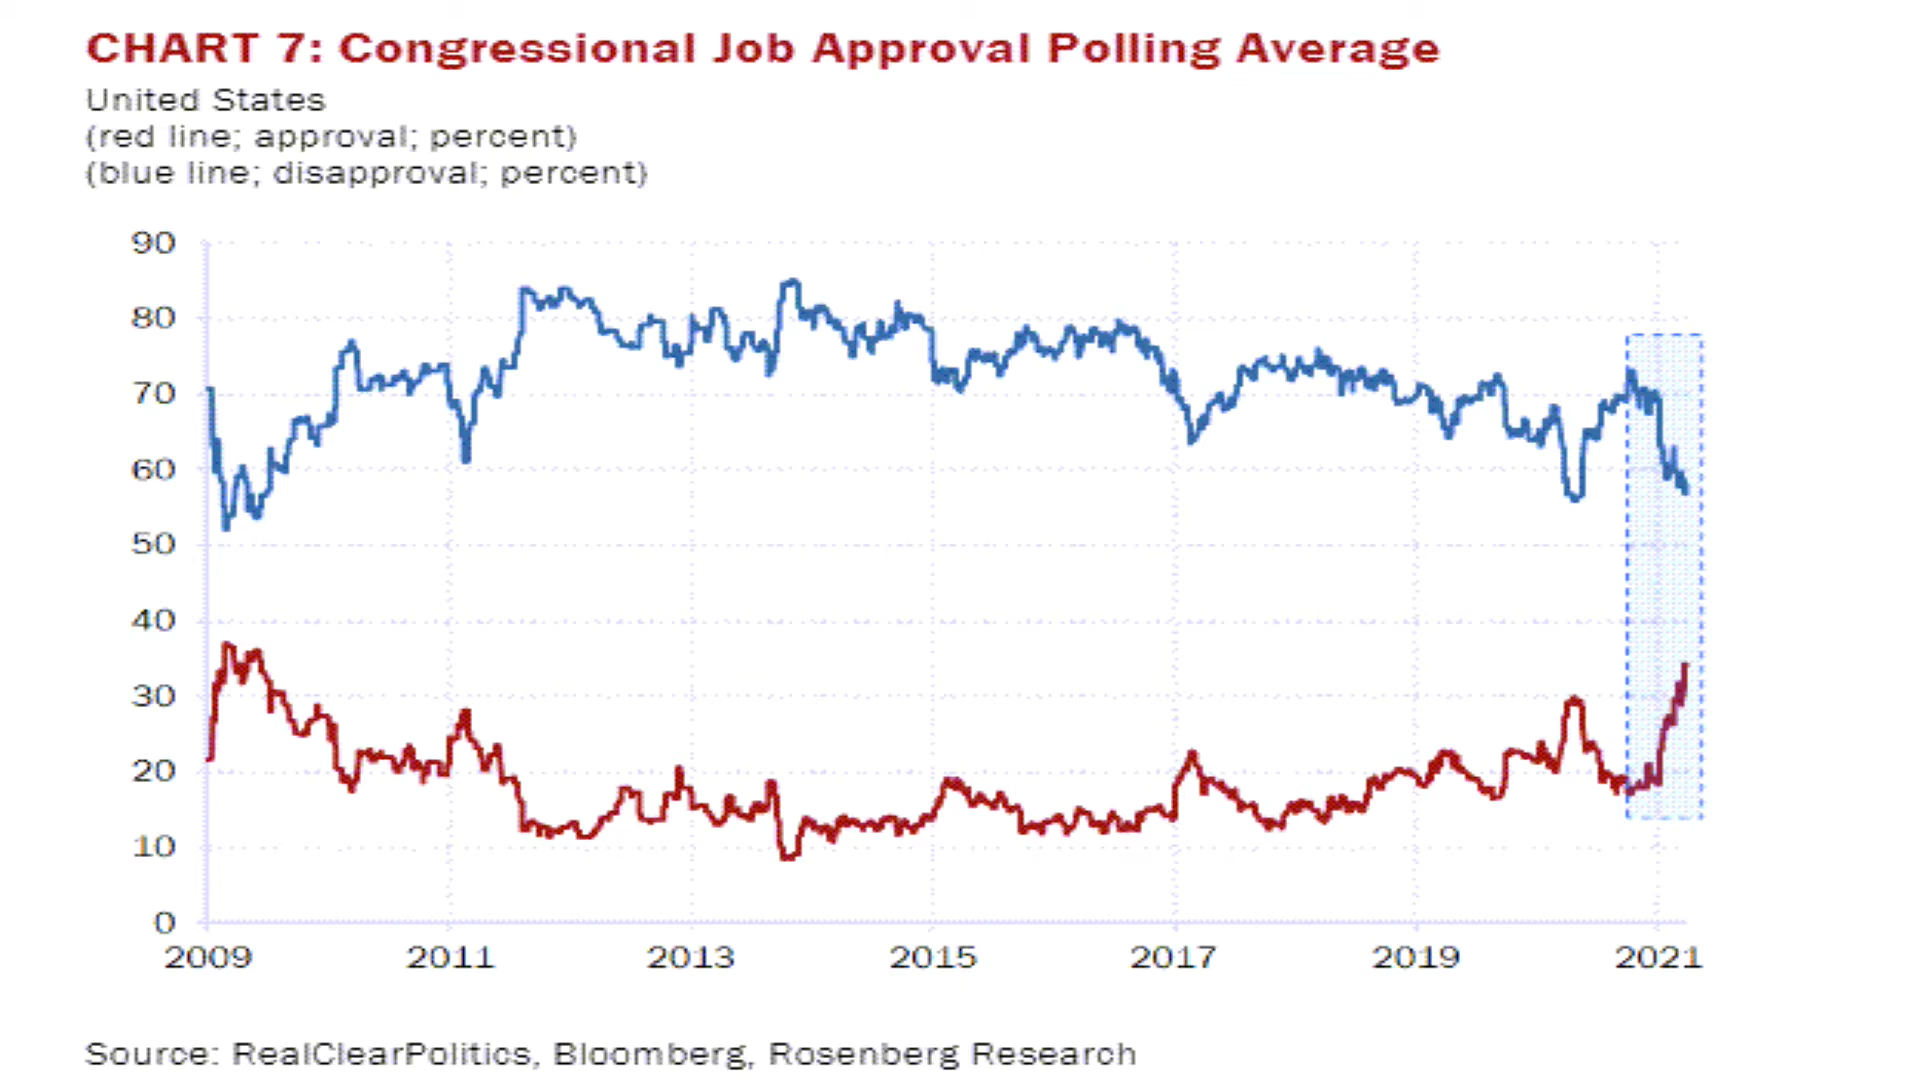 CHART 7: Congressional Job Approval Polling Average
United States
(red line; approval; percent)
(blue line; disapproval; percent)
90
80
70
60
50
40
30
20
10
0
2009 2011 2013 2015 2017 2019 2021
Source: RealClearPolitics, Bloomberg, Rosenberg Research